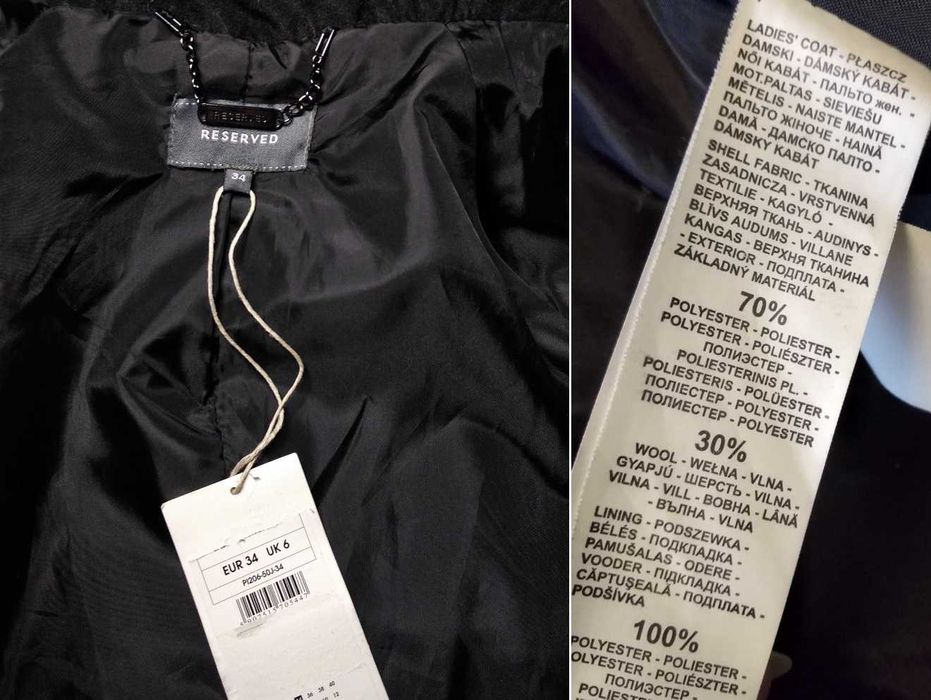 RESERVED
RESERVED
34
EUR 34 UK 6
PI206-50J-34
36 38 40
LADIES' COAT - PŁASZCZ
DAMSKI - DÁMSKÝ KABÁT -
NŐI KABÁT - ПАЛЬТО жен. -
MOT.PALTAS - SIEVIEŠU
MĒTELIS - NAISTE MANTEL -
ПАЛЬТО ЖІНОЧЕ - HAINĂ
DAMĂ - ДАМСКО ПАЛТО -
DÁMSKÝ KABÁT
SHELL FABRIC - TKANINA
ZASADNICZA - VRSTVENNÁ
TEXTILIE - KAGYLÓ -
ВЕРХНЯЯ ТКАНЬ - AUDINYS -
BLĪVS AUDUMS - VILLANE
KANGAS - ВЕРХНЯ ТКАНИНА
- EXTERIOR - ПОДПЛАТА -
ZÁKLADNÝ MATERIÁL
70%
POLYESTER - POLIESTER -
POLYESTER - POLIÉSZTER -
ПОЛИЭСТЕР -
POLIESTERINIS PL. -
POLIESTERIS - POLÜESTER -
ПОЛІЕСТЕР - POLYESTER -
ПОЛИЕСТЕР - POLYESTER
30%
WOOL - WEŁNA - VLNA -
GYAPJÚ - ШЕРСТЬ - VILNA -
VILNA - VILL - ВОВНА - LÂNĂ
- ВЪЛНА - VLNA
LINING - PODSZEWKA -
BÉLÉS - ПОДКЛАДКА -
PAMUŠALAS - ODERE -
VOODER - ПІДКЛАДКА -
CĂPTUȘEALĂ - ПОДПЛАТА -
PODŠÍVKA
100%
POLYESTER - POLIESTER -
POLYESTER - POLIÉSZTER -